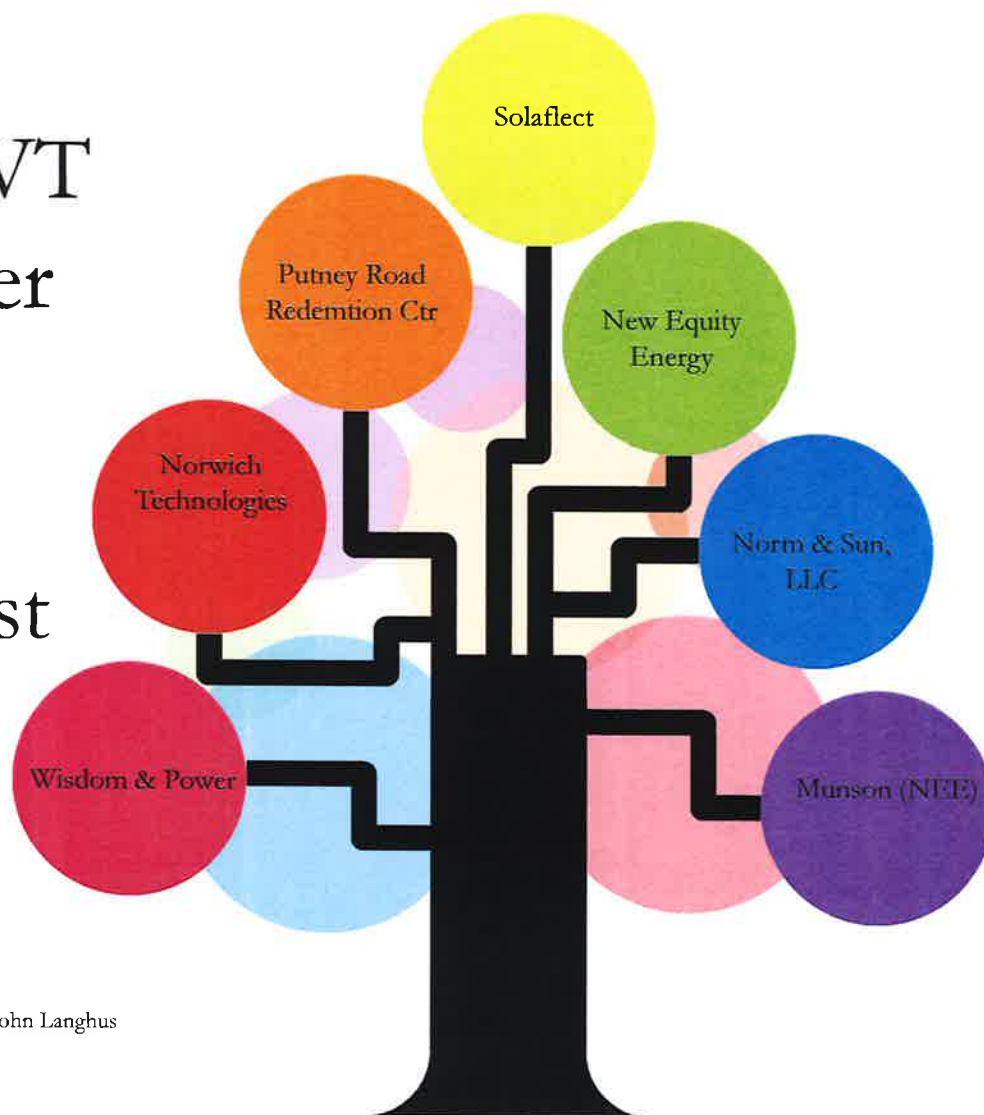 Solaflect
VT
Putney Road
Redemtion Ctr
er
New Equity
Energy
Norwich
Technologies
Norm & Sun,
LLC
st
Wisdom & Power
Munson (NEE)
ohn Langhus